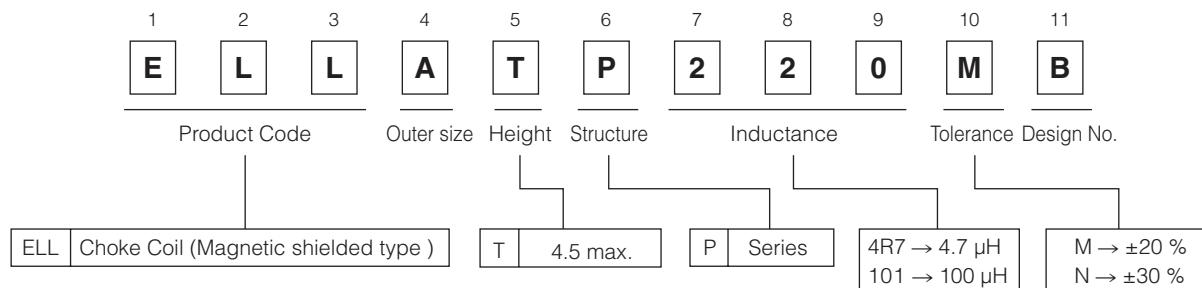 1 2 3 4 5 6 7 8 9 10 11
E L L A T P 2 2 0 M B
Product Code Outer size Height Structure Inductance Tolerance Design No.
ELL Choke Coil (Magnetic shielded type ) T 4.5 max. P Series 4R7 → 4.7 μH M → ±20 %
101 → 100 μH N → ±30 %